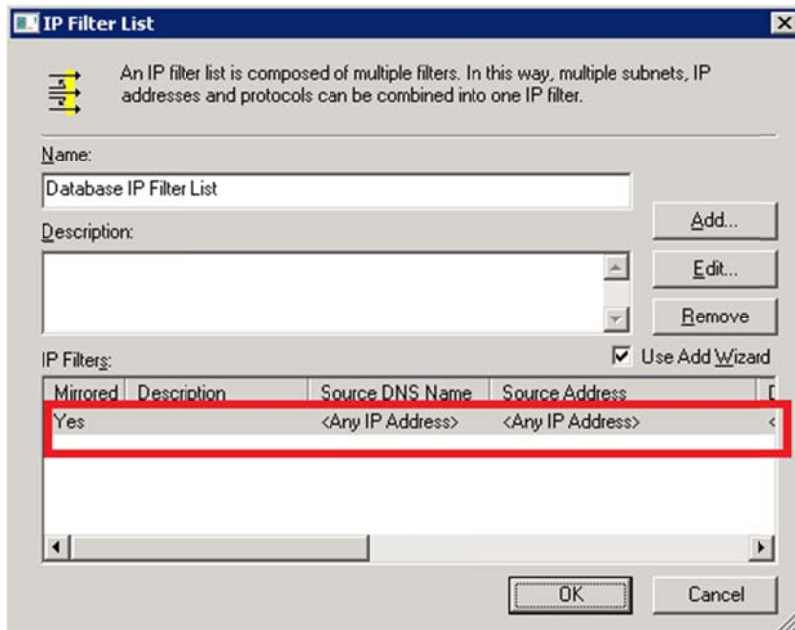 IP Filter List
An IP filter list is composed of multiple filters. In this way, multiple subnets, IP
addresses and protocols can be combined into one IP filter.
Name:
Database IP Filter List
Add...
Description:
Edit...
Remove
IP Filters:
Use Add Wizard
Mirrored Description Source DNS Name Source Address
Yes <Any IP Address> <Any IP Address> <
OK Cancel